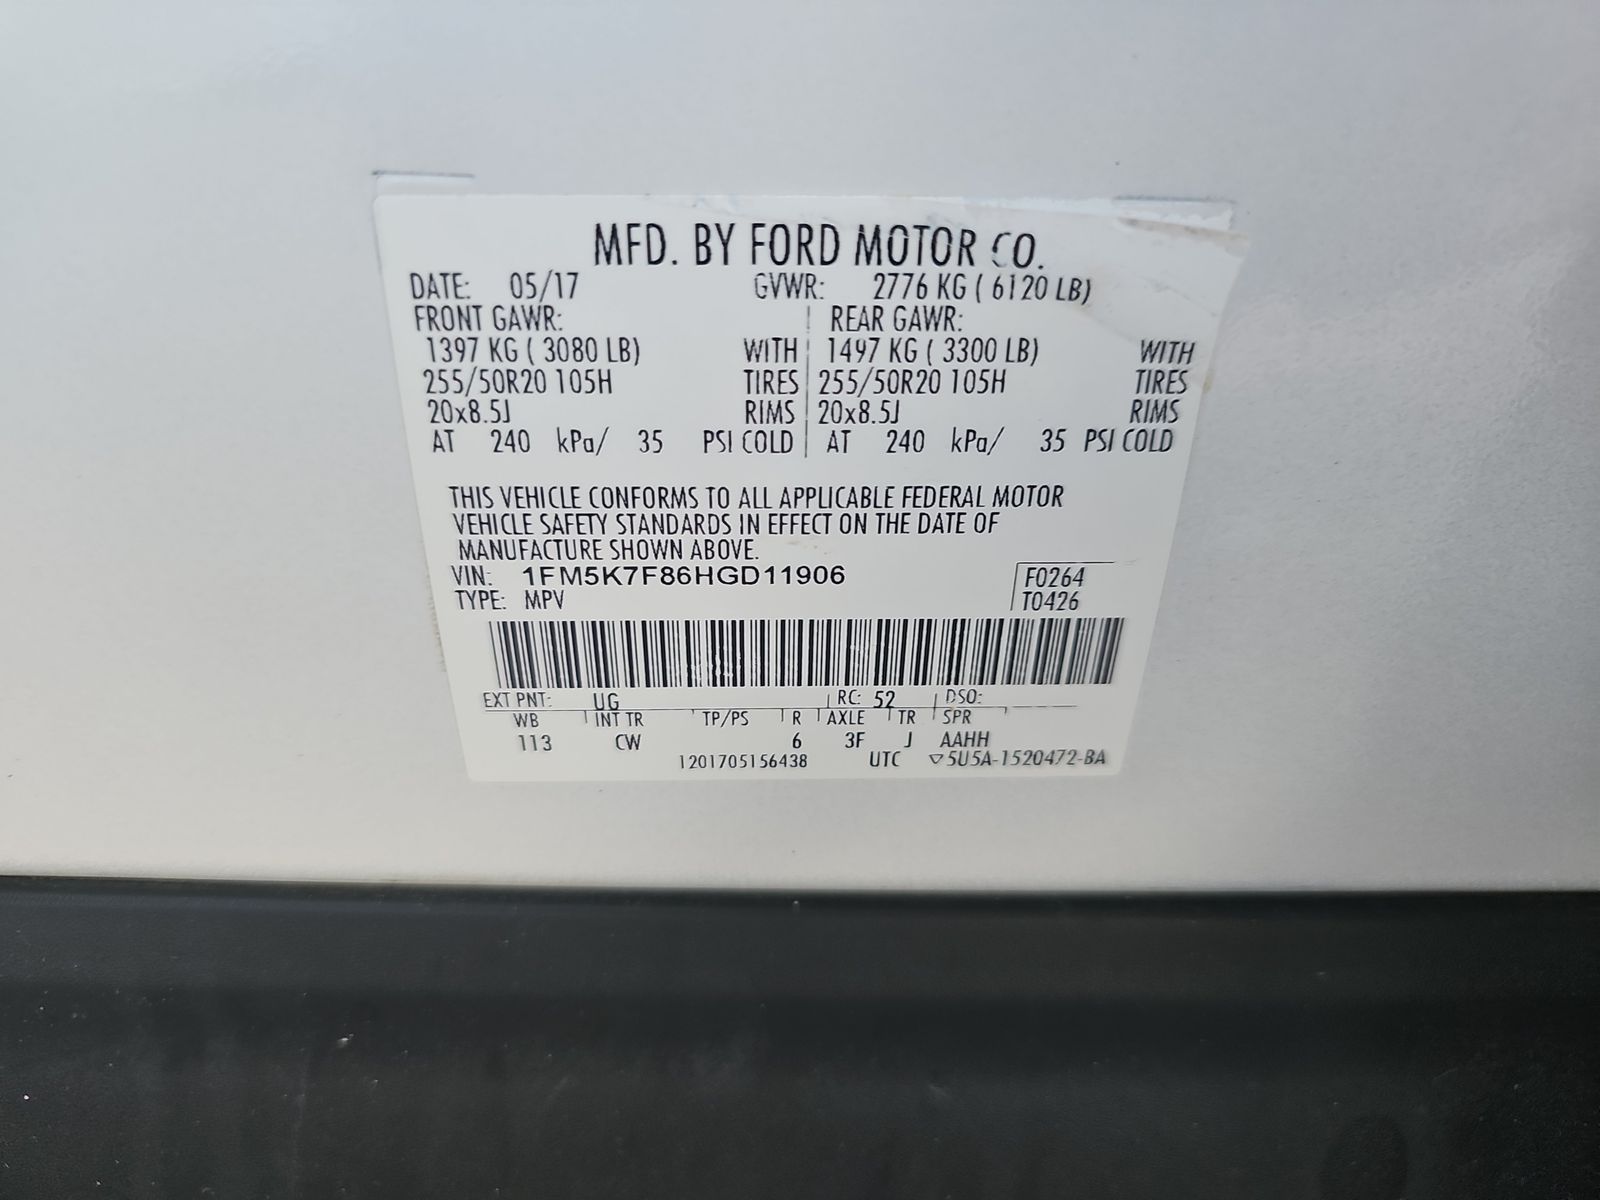 MFD. BY FORD MOTOR CO.
DATE: 05/17 GVWR: 2776 KG ( 6120 LB)
FRONT GAWR: REAR GAWR:
1397 KG ( 3080 LB) WITH 1497 KG ( 3300 LB) WITH
255/50R20 105H TIRES 255/50R20 105H TIRES
20x8.5J RIMS 20x8.5J RIMS
AT 240 kPa/ 35 PSI COLD AT 240 kPa/ 35 PSI COLD
THIS VEHICLE CONFORMS TO ALL APPLICABLE FEDERAL MOTOR
VEHICLE SAFETY STANDARDS IN EFFECT ON THE DATE OF
MANUFACTURE SHOWN ABOVE.
VIN: 1FM5K7F86HGD11906 F0264
TYPE: MPV T0426
EXT PNT: UG RC: 52 DSO:
WB INT TR TP/PS R AXLE TR SPR
113 CW 6 3F J AAHH
1201705156438 UTC ▽5U5A-1520472-BA